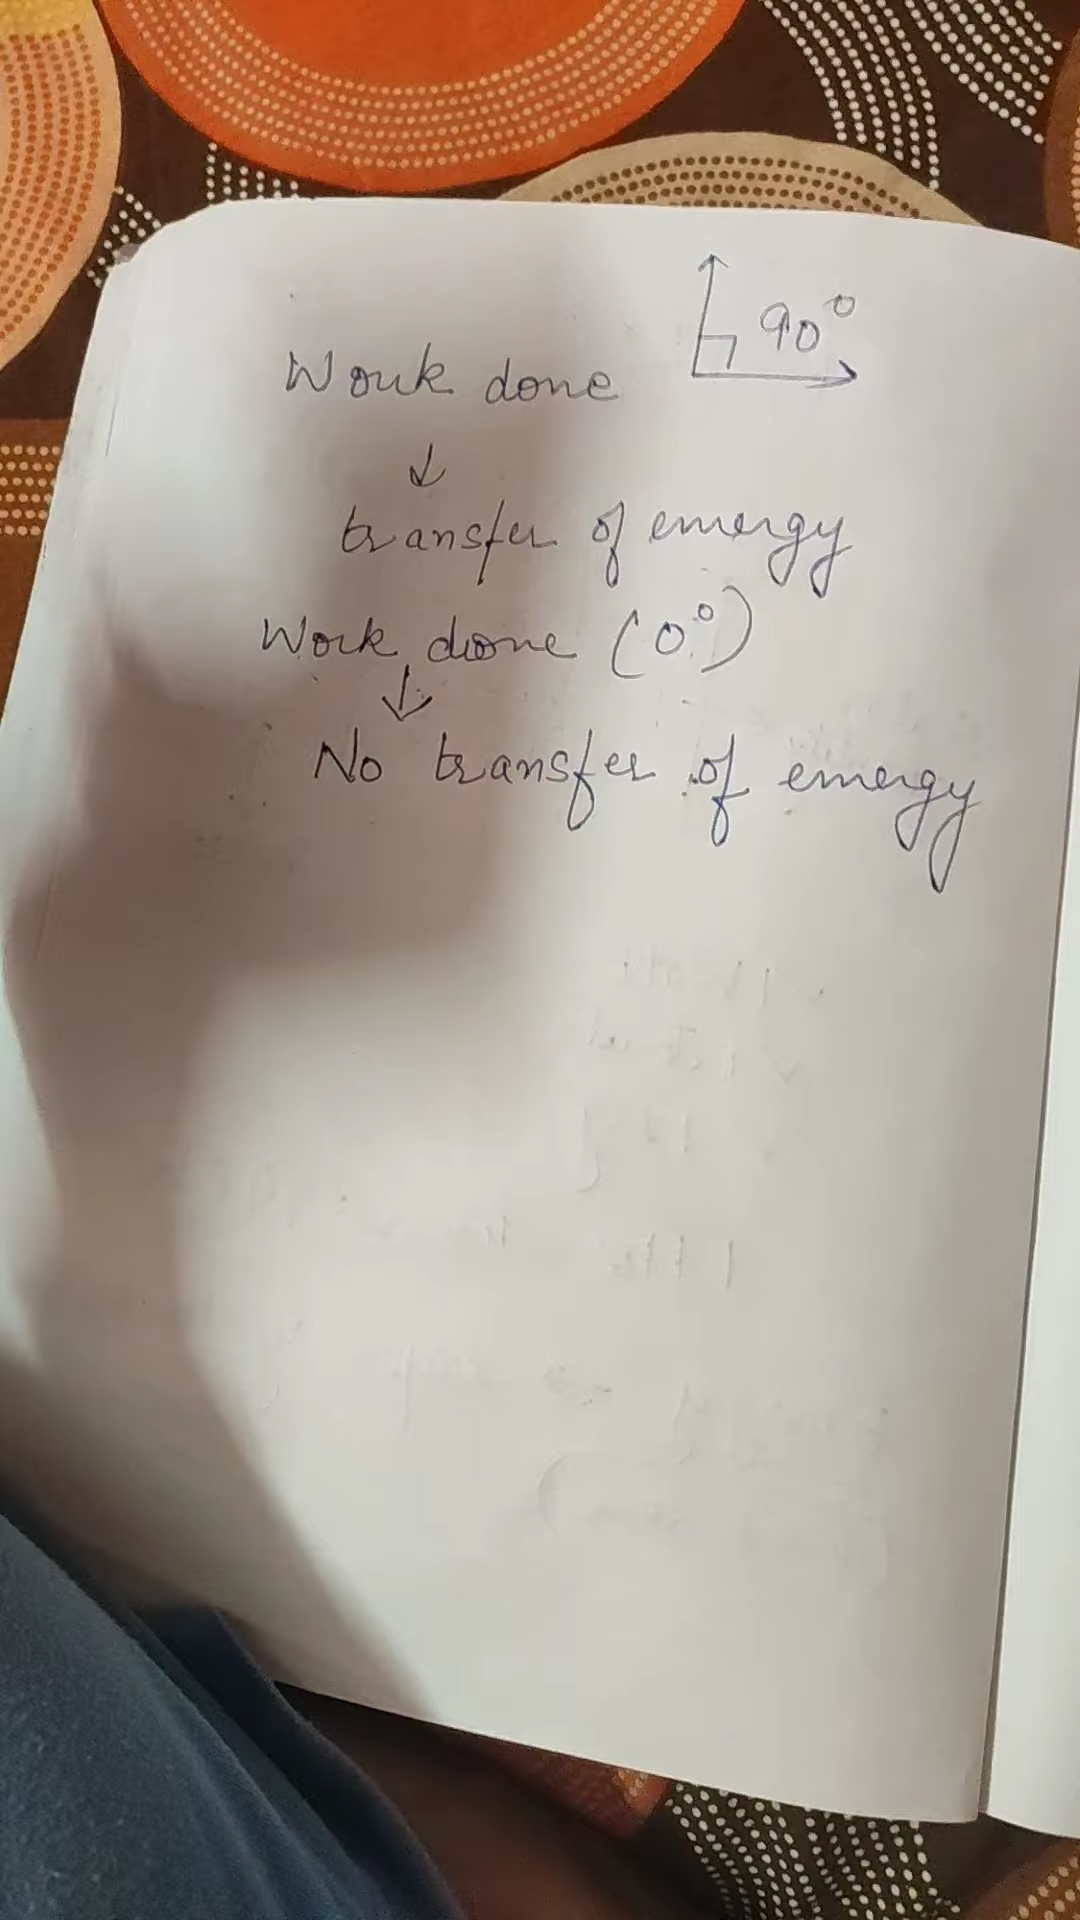 90°
Work done
↓
transfer of energy
Work done (0°)
↓
No transfer of energy